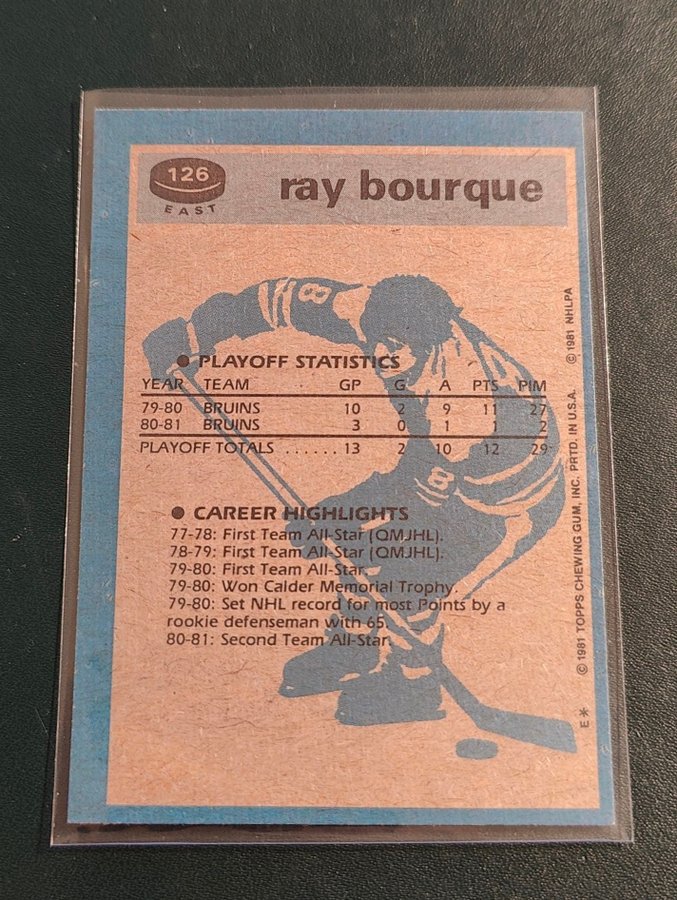 126
EAST
ray bourque
8
● PLAYOFF STATISTICS
YEAR TEAM GP G A PTS PIM
79-80 BRUINS 10 2 9 11 27
80-81 BRUINS 3 0 1 1 2
PLAYOFF TOTALS ...... 13 2 10 12 29
8
● CAREER HIGHLIGHTS
77-78: First Team All-Star (QMJHL).
78-79: First Team All-Star (QMJHL).
79-80: First Team All-Star.
79-80: Won Calder Memorial Trophy.
79-80: Set NHL record for most Points by a
rookie defenseman with 65.
80-81: Second Team All-Star.
E * © 1981 TOPPS CHEWING GUM, INC. PRTD. IN U.S.A. © 1981 NHLPA